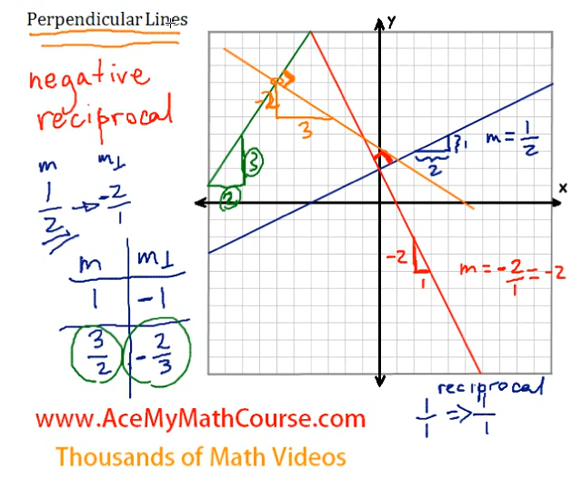 Perpendicular Lines
negative
reciprocal
m m⊥
1/2 → -2/1
m m⊥
1 -1
3/2 -2/3
Y
X
-2
3
3
2
}1
2
m = 1/2
-2
1
m = -2/1 = -2
reciprocal
1/1 => 1/1
www.AceMyMathCourse.com
Thousands of Math Videos